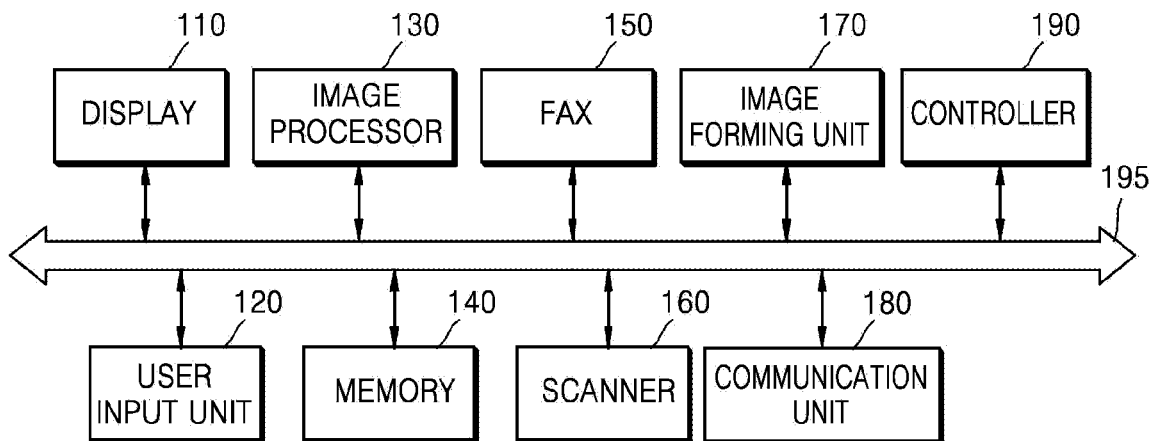 110
130
150
170
190
DISPLAY
IMAGE
PROCESSOR
FAX
IMAGE
FORMING UNIT
CONTROLLER
195
120
140
160
180
USER
INPUT UNIT
MEMORY
SCANNER
COMMUNICATION
UNIT